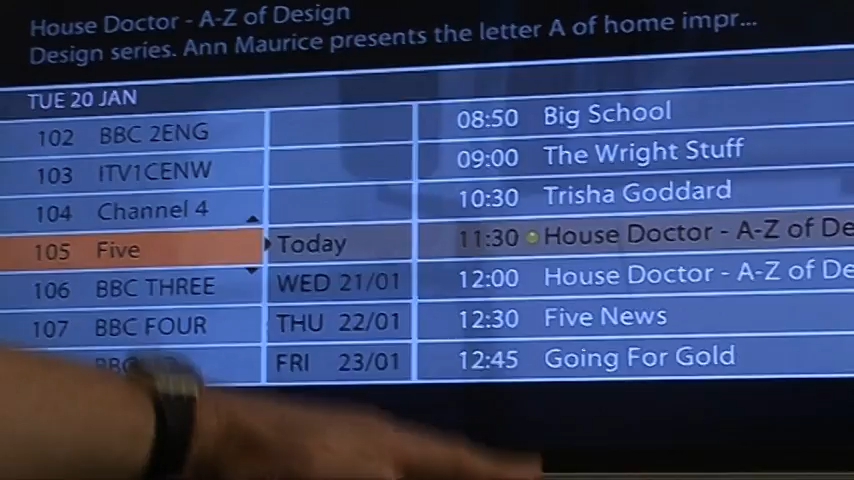 House Doctor - A-Z of Design
Design series. Ann Maurice presents the letter A of home impr...
TUE 20 JAN
102 BBC 2ENG
103 ITV1CENW
104 Channel 4
105 Five
106 BBC THREE
107 BBC FOUR
Today
WED 21/01
THU 22/01
FRI 23/01
08:50 Big School
09:00 The Wright Stuff
10:30 Trisha Goddard
11:30 House Doctor - A-Z of De
12:00 House Doctor - A-Z of De
12:30 Five News
12:45 Going For Gold